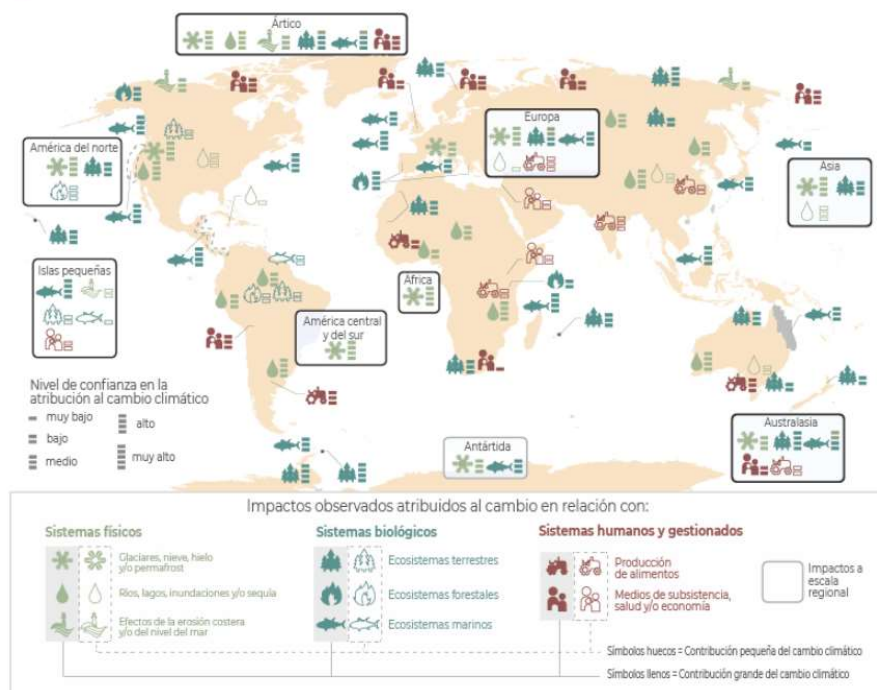 Ártico
América del norte
Europa
Asia
Islas pequeñas
África
América central
y del sur
Nivel de confianza en la
atribución al cambio climático
muy bajo
alto
bajo
medio
muy alto
Antártida
Australasia
Impactos observados atribuidos al cambio en relación con:
Sistemas físicos
Glaciares, nieve, hielo
y/o permafrost
Ríos, lagos, inundaciones y/o sequía
Efectos de la erosión costera
y/o del nivel del mar
Sistemas biológicos
Ecosistemas terrestres
Ecosistemas forestales
Ecosistemas marinos
Sistemas humanos y gestionados
Producción
de alimentos
Medios de subsistencia,
salud y/o economía
Impactos a
escala
regional
Símbolos huecos = Contribución pequeña del cambio climático
Símbolos llenos = Contribución grande del cambio climático